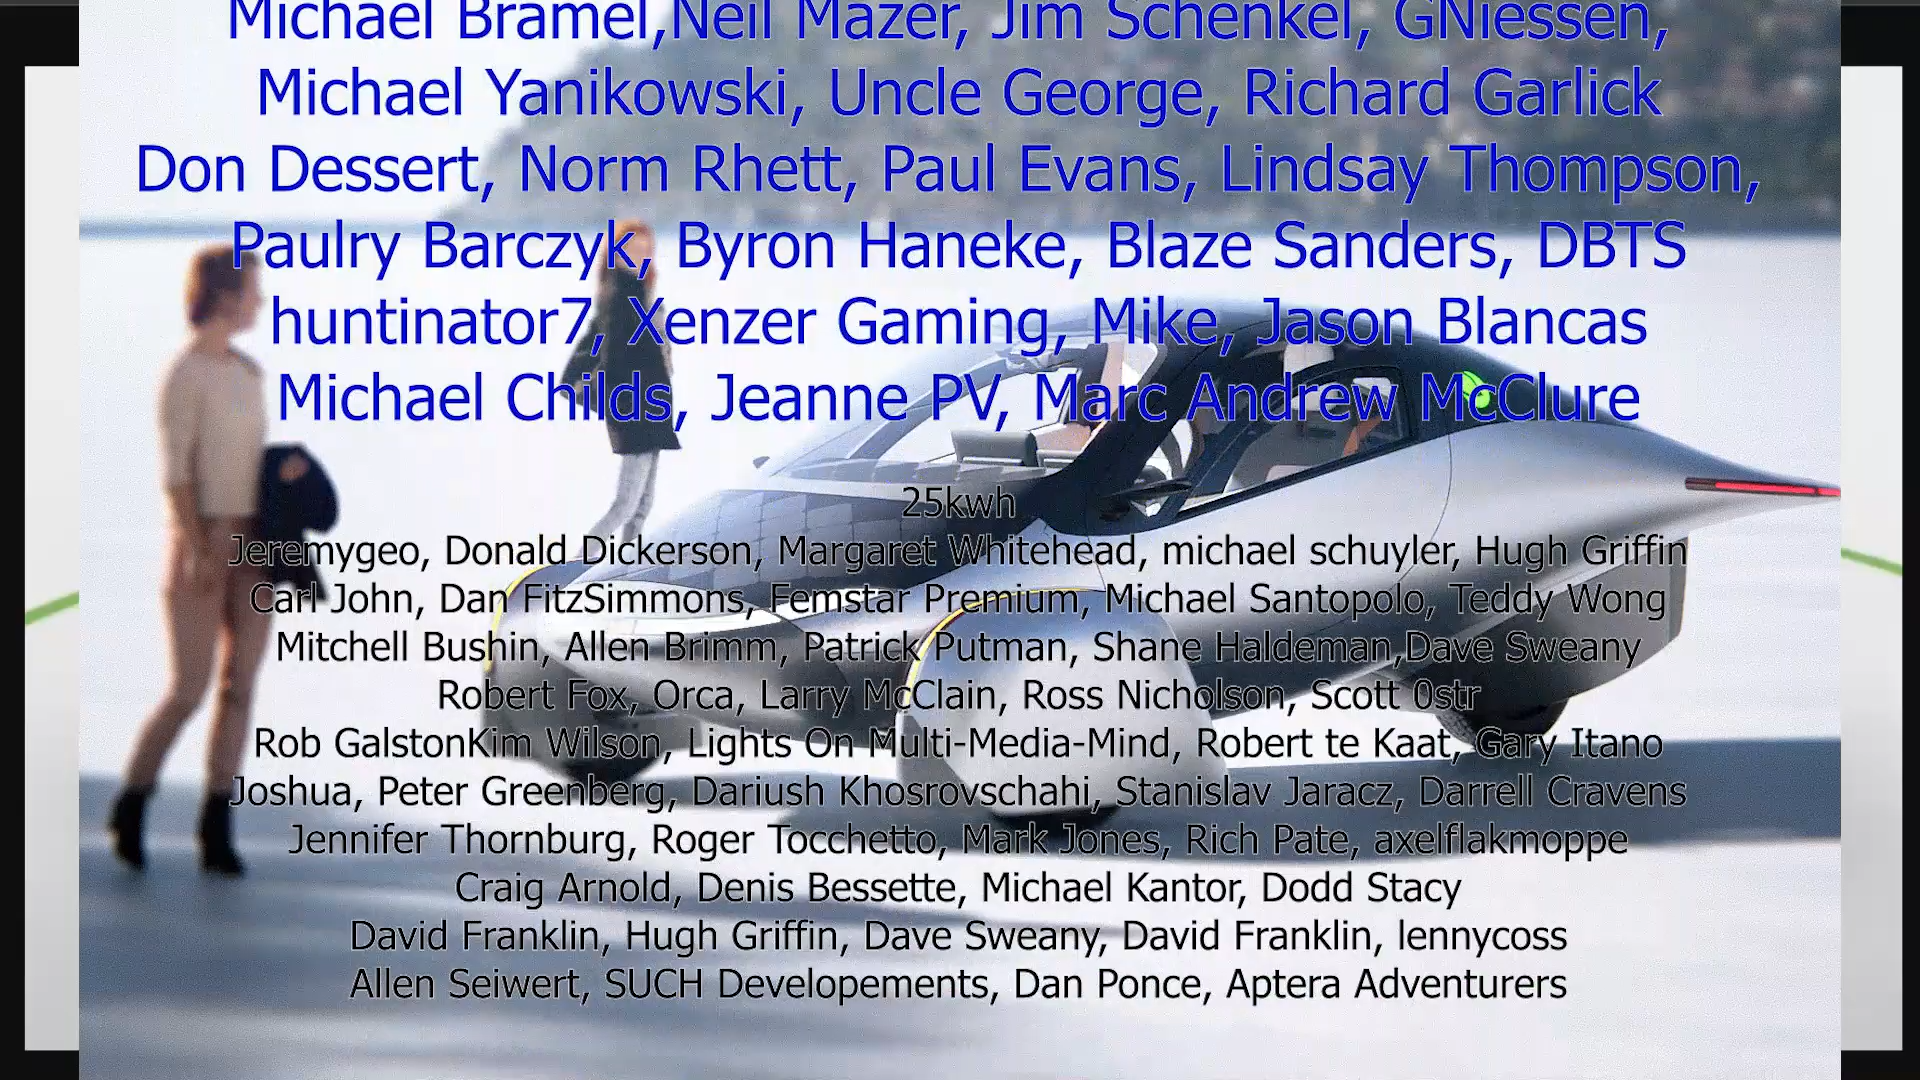 Michael Bramel,Neil Mazer, Jim Schenkel, GNiessen,
Michael Yanikowski, Uncle George, Richard Garlick
Don Dessert, Norm Rhett, Paul Evans, Lindsay Thompson,
Paulry Barczyk, Byron Haneke, Blaze Sanders, DBTS
huntinator7, Xenzer Gaming, Mike, Jason Blancas
Michael Childs, Jeanne PV, Marc Andrew McClure
25kwh
Jeremygeo, Donald Dickerson, Margaret Whitehead, michael schuyler, Hugh Griffin
Carl John, Dan FitzSimmons, Femstar Premium, Michael Santopolo, Teddy Wong
Mitchell Bushin, Allen Brimm, Patrick Putman, Shane Haldeman,Dave Sweany
Robert Fox, Orca, Larry McClain, Ross Nicholson, Scott 0str
Rob GalstonKim Wilson, Lights On Multi-Media-Mind, Robert te Kaat, Gary Itano
Joshua, Peter Greenberg, Dariush Khosrovschahi, Stanislav Jaracz, Darrell Cravens
Jennifer Thornburg, Roger Tocchetto, Mark Jones, Rich Pate, axelflakmoppe
Craig Arnold, Denis Bessette, Michael Kantor, Dodd Stacy
David Franklin, Hugh Griffin, Dave Sweany, David Franklin, lennycoss
Allen Seiwert, SUCH Developements, Dan Ponce, Aptera Adventurers